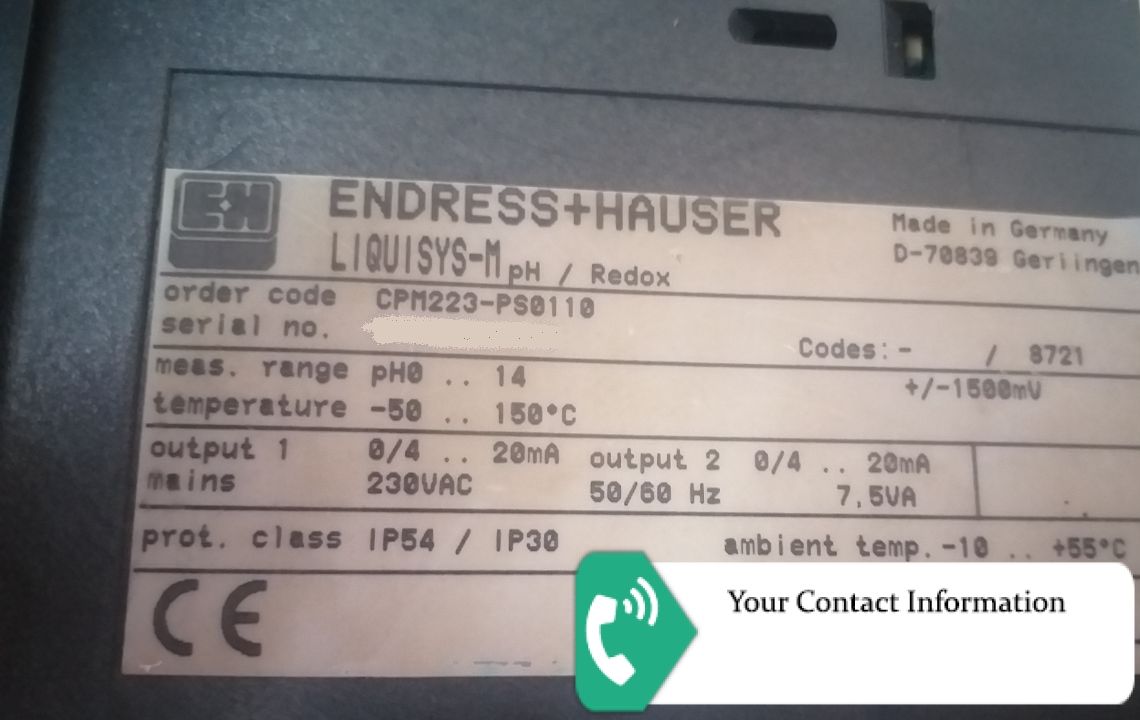 EH
ENDRESS+HAUSER
LIQUISYS-M pH / Redox
Made in Germany
D-70839 Gerlingen
order code CPM223-PS0110
serial no.
Codes: - / 8721
meas. range pH0 .. 14 +/-1500mV
temperature -50 .. 150°C
output 1 0/4 .. 20mA output 2 0/4 .. 20mA
mains 230VAC 50/60 Hz 7,5VA
prot. class IP54 / IP30 ambient temp. -10 .. +55°C
CE
Your Contact Information